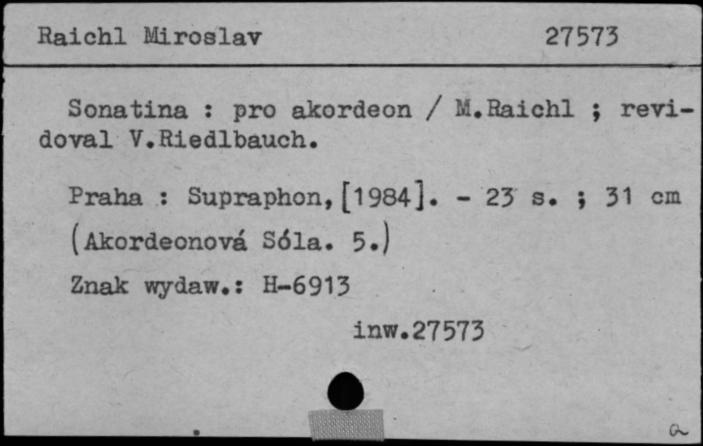 Raichl Miroslav 27573
Sonatina : pro akordeon / M.Raichl ; revi-
doval V.Riedlbauch.
Praha : Supraphon, [1984]. - 23 s. ; 31 cm
(Akordeonová Sóla. 5.)
Znak wydaw.: H-6913
inw.27573